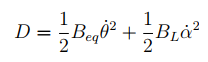 D = \frac{1}{2} B_{eq} \dot{\theta}^2 + \frac{1}{2} B_L \dot{\alpha}^2